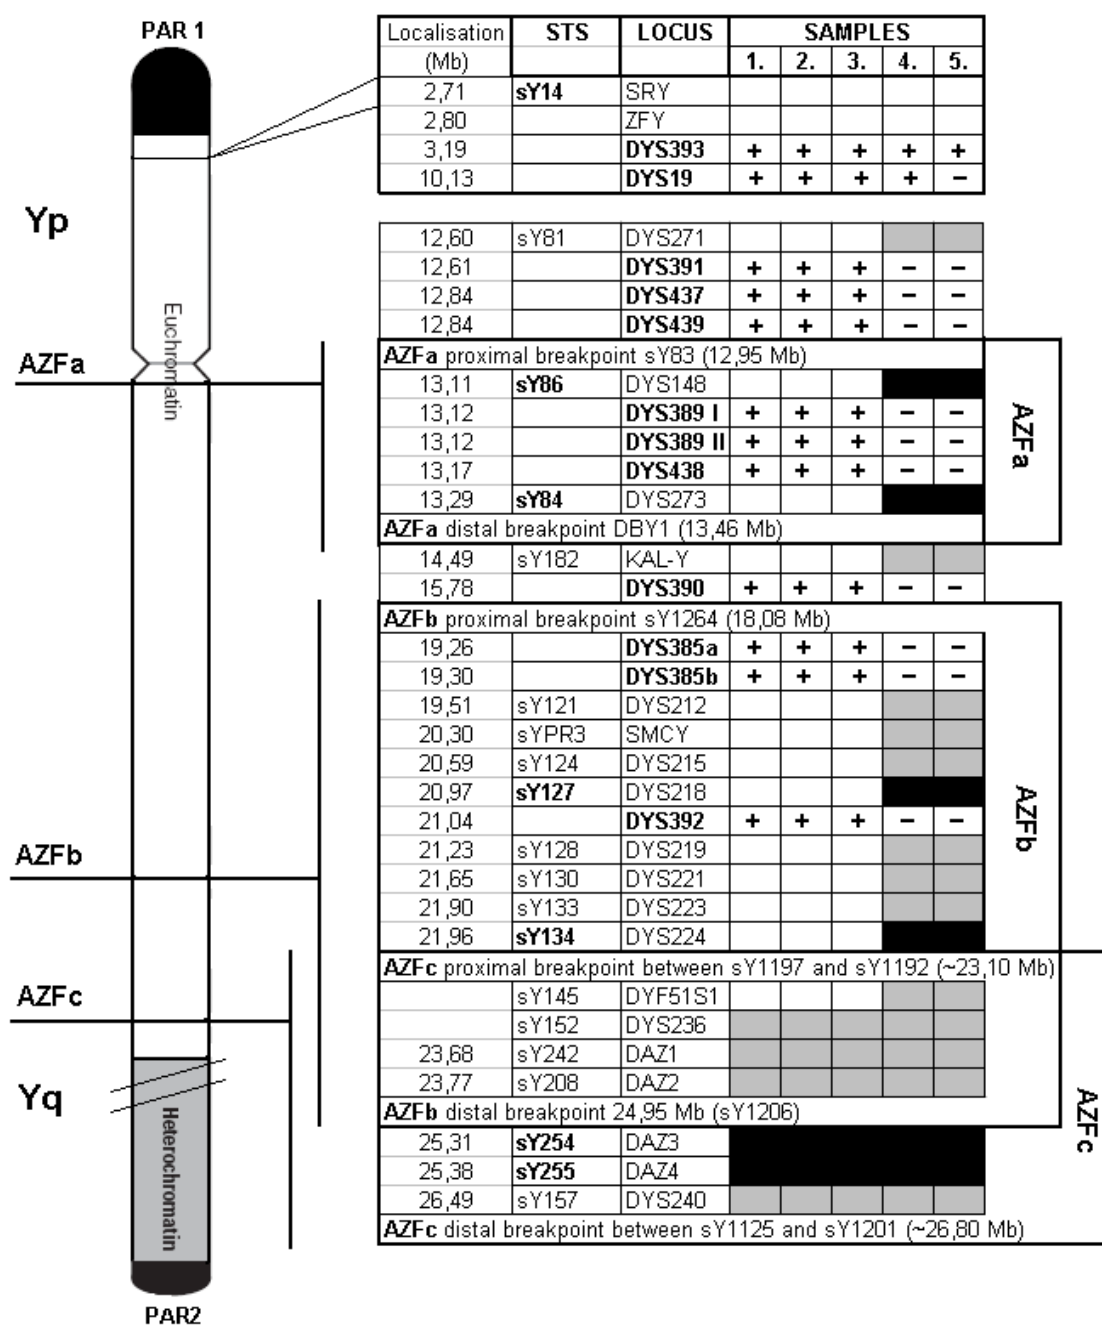 PAR 1
Yp
Euchromatin
AZFa
AZFb
AZFc
Yq
Heterochromatin
PAR2
Localisation STS LOCUS SAMPLES
(Mb) 1. 2. 3. 4. 5.
2,71 sY14 SRY
2,80 ZFY
3,19 DYS393 + + + + +
10,13 DYS19 + + + + −
12,60 sY81 DYS271
12,61 DYS391 + + + − −
12,84 DYS437 + + + − −
12,84 DYS439 + + + − −
AZFa proximal breakpoint sY83 (12,95 Mb)
13,11 sY86 DYS148
13,12 DYS389 I + + + − −
13,12 DYS389 II + + + − −
13,17 DYS438 + + + − −
13,29 sY84 DYS273
AZFa distal breakpoint DBY1 (13,46 Mb)
AZFa
14,49 sY182 KAL-Y
15,78 DYS390 + + + − −
AZFb proximal breakpoint sY1264 (18,08 Mb)
19,26 DYS385a + + + − −
19,30 DYS385b + + + − −
19,51 sY121 DYS212
20,30 sYPR3 SMCY
20,59 sY124 DYS215
20,97 sY127 DYS218
21,04 DYS392 + + + − −
21,23 sY128 DYS219
21,65 sY130 DYS221
21,90 sY133 DYS223
21,96 sY134 DYS224
AZFb
AZFc proximal breakpoint between sY1197 and sY1192 (~23,10 Mb)
sY145 DYF51S1
sY152 DYS236
23,68 sY242 DAZ1
23,77 sY208 DAZ2
AZFb distal breakpoint 24,95 Mb (sY1206)
25,31 sY254 DAZ3
25,38 sY255 DAZ4
26,49 sY157 DYS240
AZFc distal breakpoint between sY1125 and sY1201 (~26,80 Mb)
AZFc